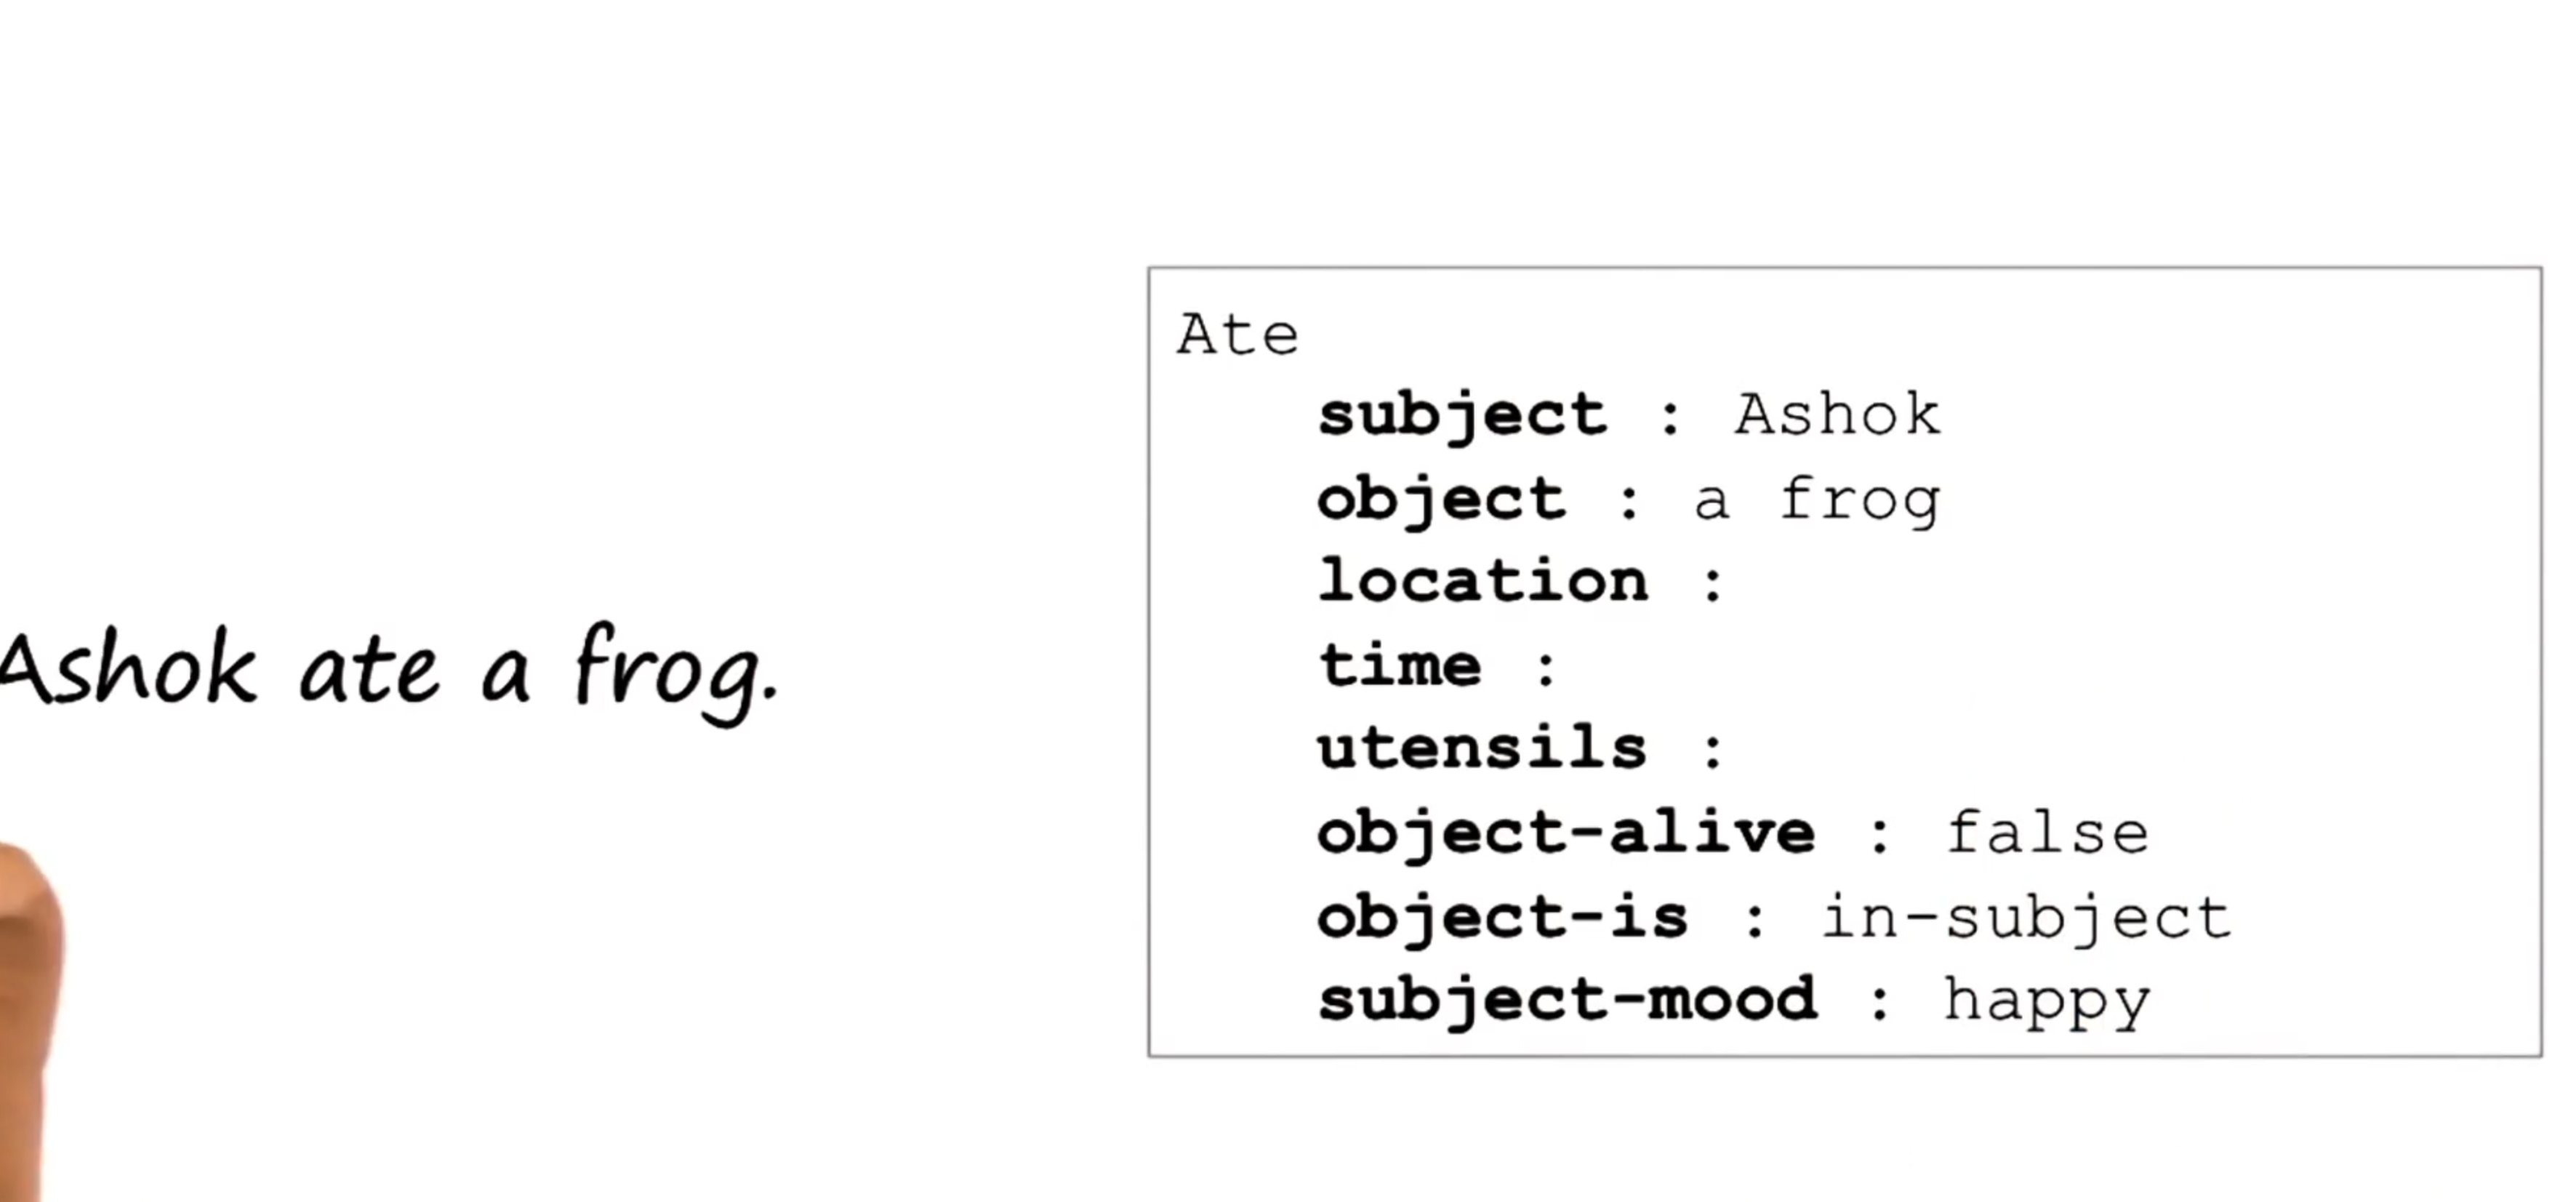 Ashok ate a frog.
Ate
subject : Ashok
object : a frog
location :
time :
utensils :
object-alive : false
object-is : in-subject
subject-mood : happy